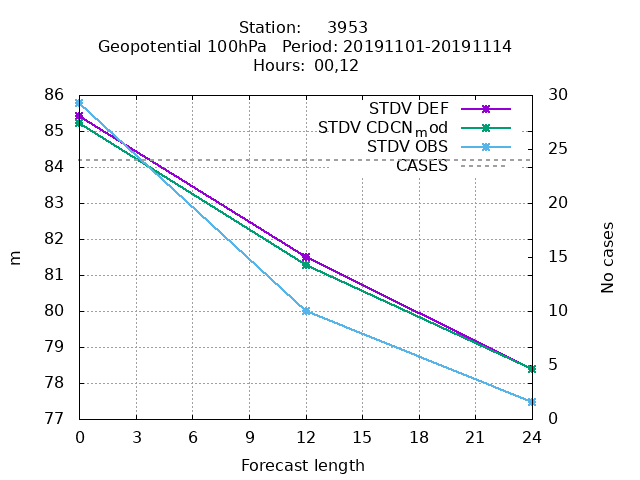 Station: 3953
Geopotential 100hPa Period: 20191101-20191114
Hours: 00,12
86
85
84
83
82
81
80
79
78
77
30
25
20
15
10
5
0
m
No cases
STDV DEF
STDV CDCNmod
STDV OBS
CASES
0 3 6 9 12 15 18 21 24
Forecast length